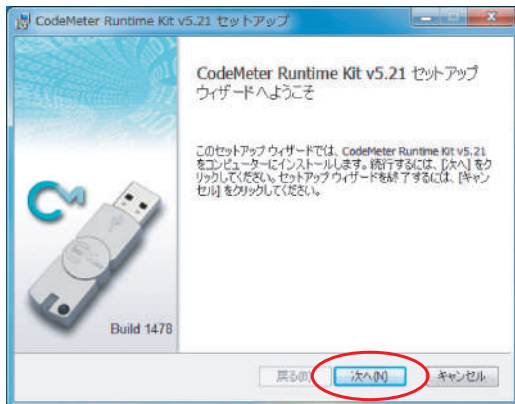 CodeMeter Runtime Kit v5.21 セットアップ
CodeMeter Runtime Kit v5.21 セットアップ
ウィザードへようこそ
このセットアップ ウィザードでは、CodeMeter Runtime Kit v5.21
をコンピューターにインストールします。続行するには、[次へ] をク
リックしてください。セットアップ ウィザードを終了するには、[キャン
セル] をクリックしてください。
Build 1478
戻る(B) 次へ(N) キャンセル